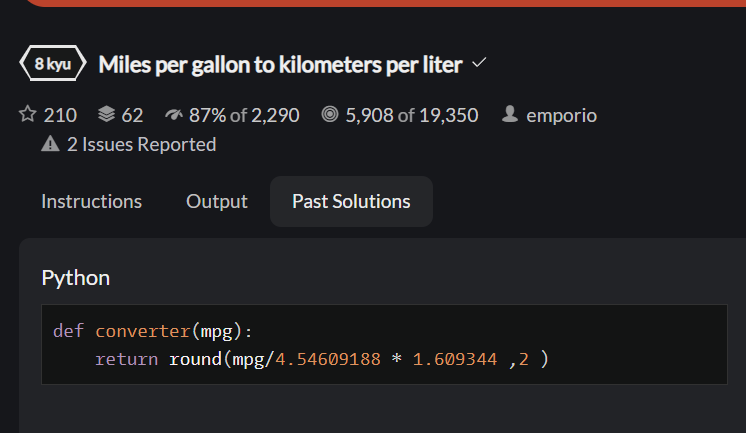 8 kyu Miles per gallon to kilometers per liter
210 62 87% of 2,290 5,908 of 19,350 emporio
2 Issues Reported
Instructions Output Past Solutions
Python
def converter(mpg):
    return round(mpg/4.54609188 * 1.609344 ,2 )